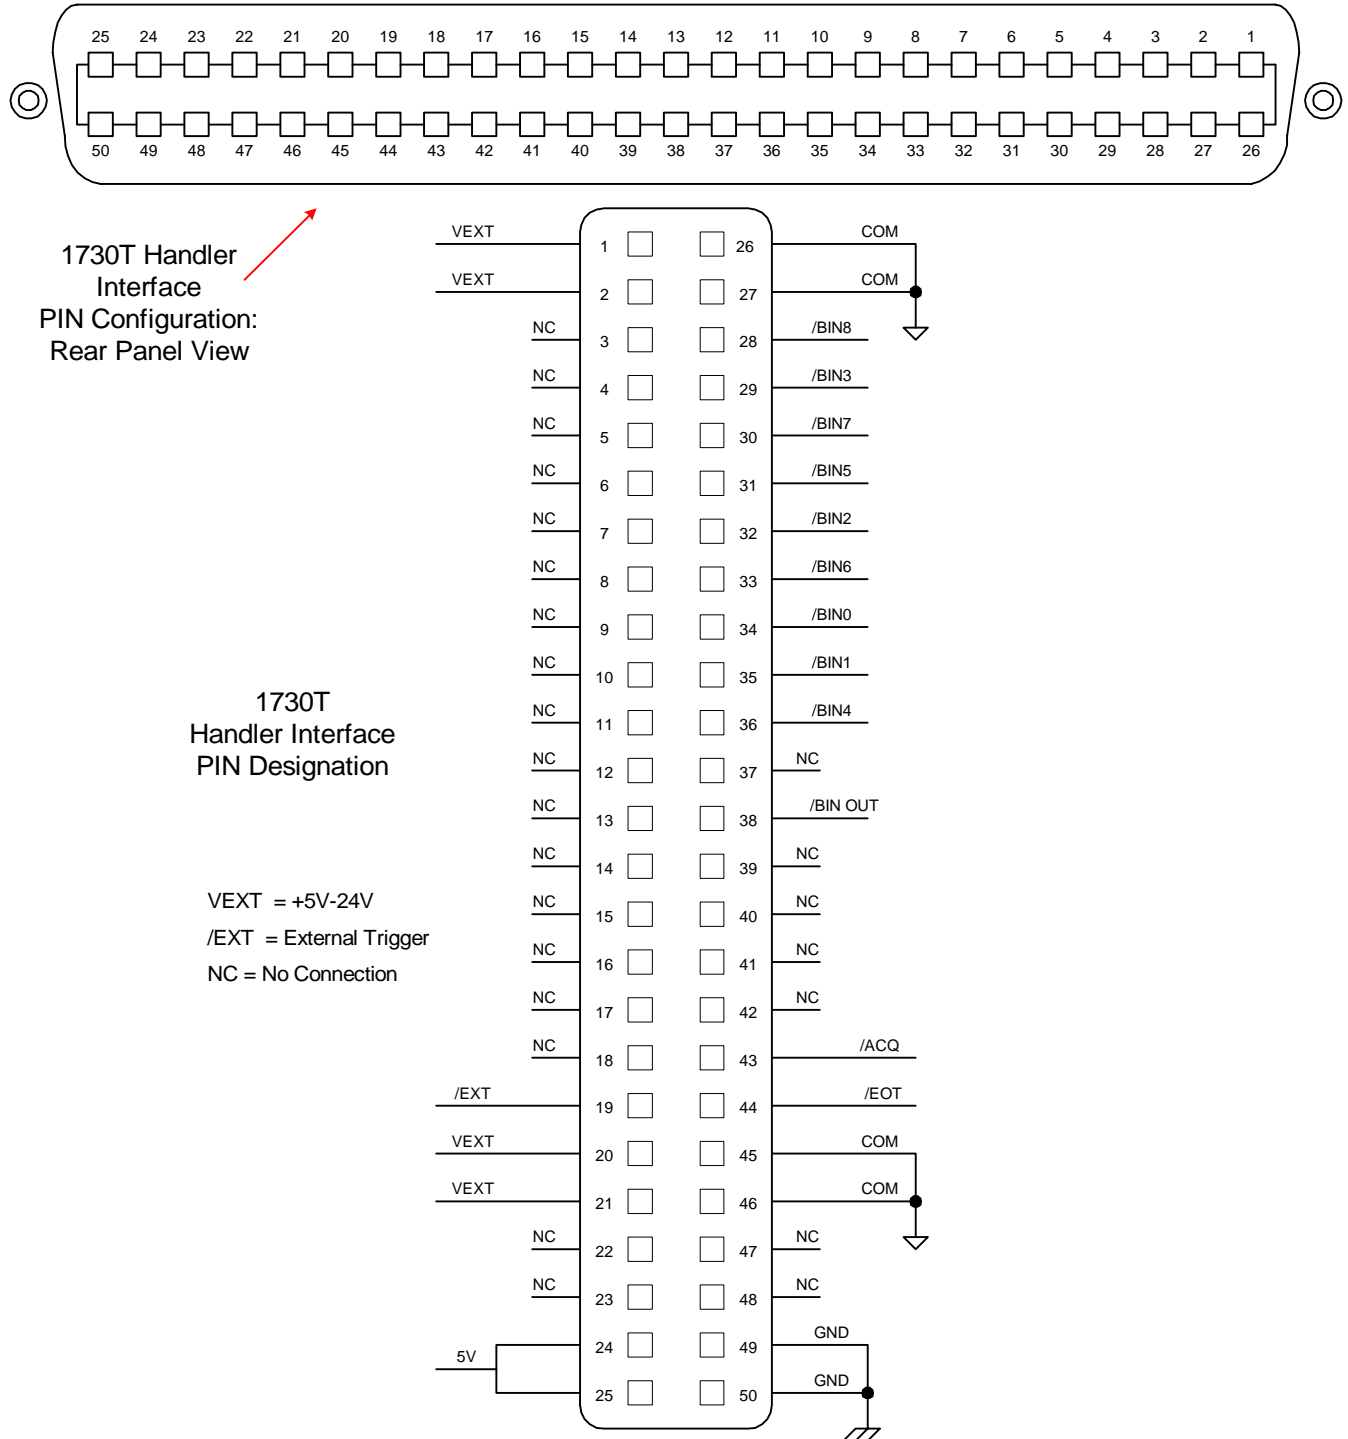 25 24 23 22 21 20 19 18 17 16 15 14 13 12 11 10 9 8 7 6 5 4 3 2 1
50 49 48 47 46 45 44 43 42 41 40 39 38 37 36 35 34 33 32 31 30 29 28 27 26
1730T Handler
Interface
PIN Configuration:
Rear Panel View
VEXT 1 26 COM
VEXT 2 27 COM
NC 3 28 /BIN8
NC 4 29 /BIN3
NC 5 30 /BIN7
NC 6 31 /BIN5
NC 7 32 /BIN2
NC 8 33 /BIN6
NC 9 34 /BIN0
NC 10 35 /BIN1
NC 11 36 /BIN4
NC 12 37 NC
NC 13 38 /BIN OUT
NC 14 39 NC
NC 15 40 NC
NC 16 41 NC
NC 17 42 NC
NC 18 43 /ACQ
/EXT 19 44 /EOT
VEXT 20 45 COM
VEXT 21 46 COM
NC 22 47 NC
NC 23 48 NC
24 49 GND
5V
25 50 GND
1730T
Handler Interface
PIN Designation
VEXT = +5V-24V
/EXT = External Trigger
NC = No Connection